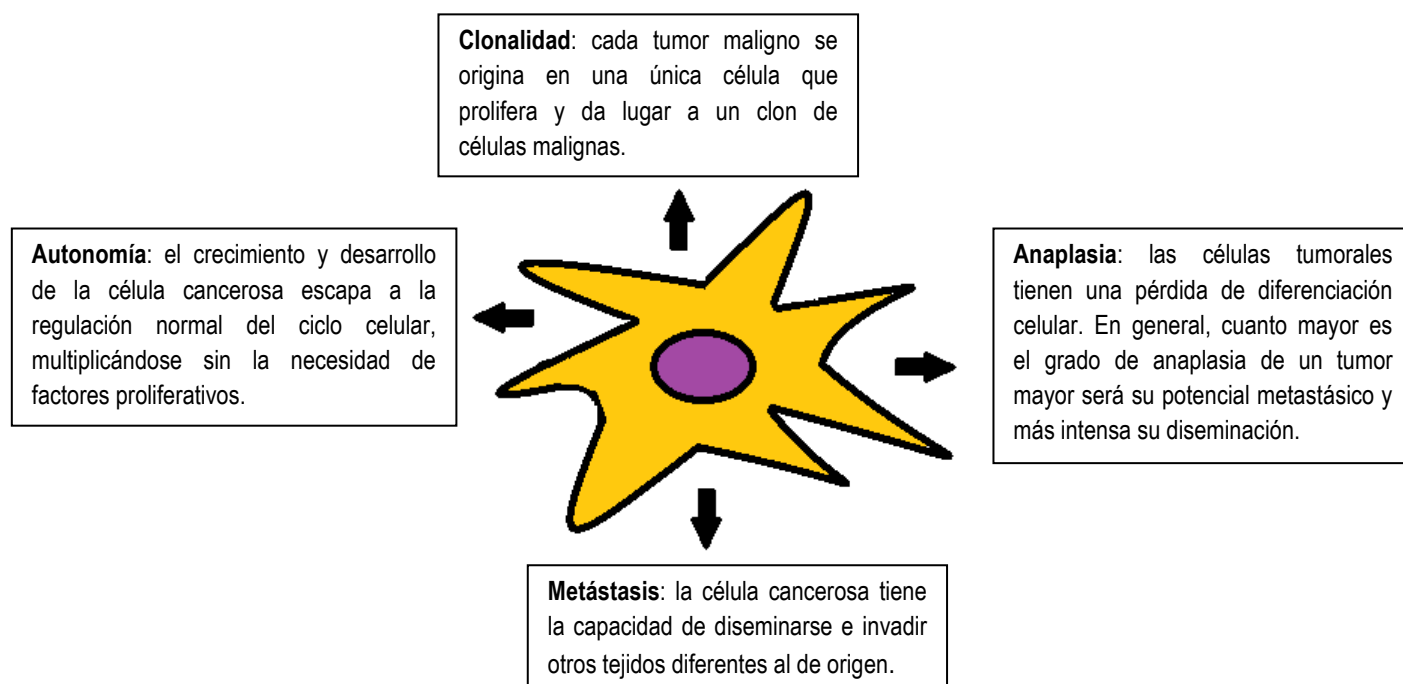 Clonalidad: cada tumor maligno se
origina en una única célula que
prolifera y da lugar a un clon de
células malignas.
Autonomía: el crecimiento y desarrollo
de la célula cancerosa escapa a la
regulación normal del ciclo celular,
multiplicándose sin la necesidad de
factores proliferativos.
Anaplasia: las células tumorales
tienen una pérdida de diferenciación
celular. En general, cuanto mayor es
el grado de anaplasia de un tumor
mayor será su potencial metastásico y
más intensa su diseminación.
Metástasis: la célula cancerosa tiene
la capacidad de diseminarse e invadir
otros tejidos diferentes al de origen.